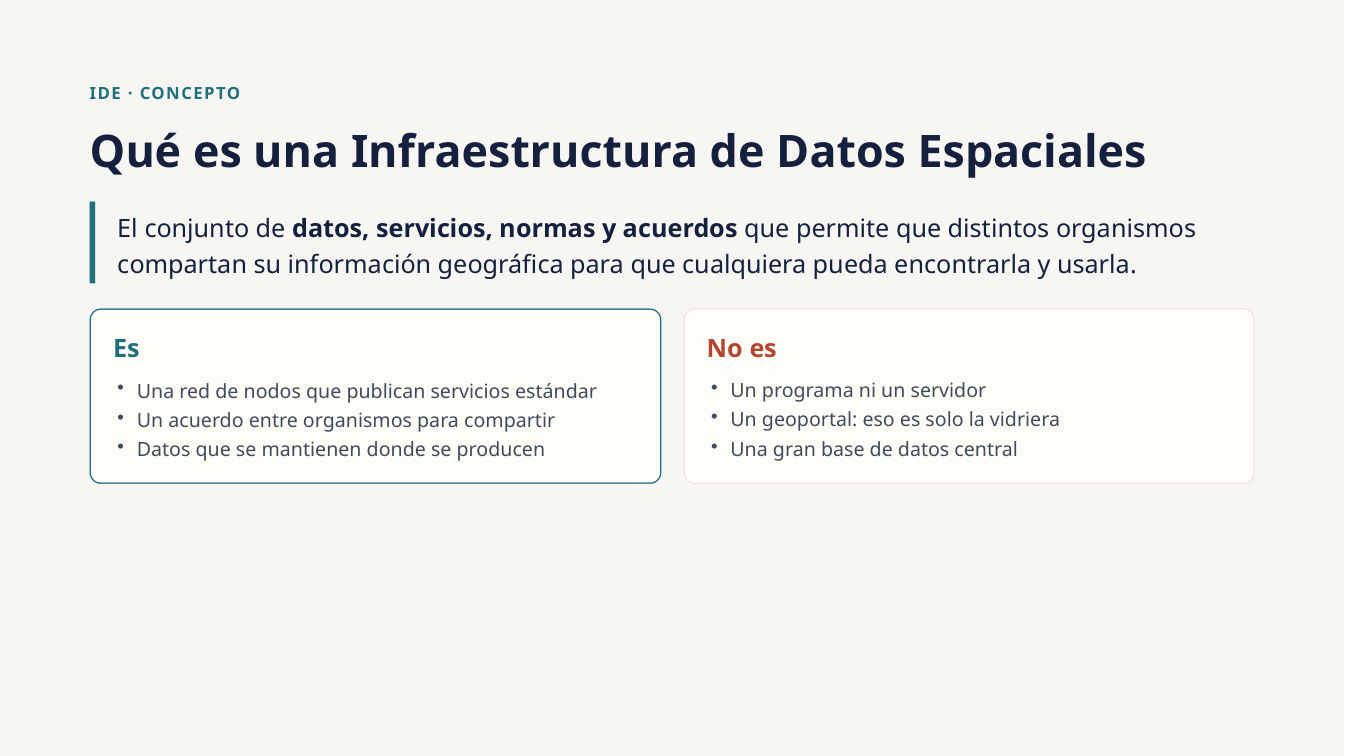 IDE · CONCEPTO
Qué es una Infraestructura de Datos Espaciales
El conjunto de datos, servicios, normas y acuerdos que permite que distintos organismos
compartan su información geográfica para que cualquiera pueda encontrarla y usarla.
Es
• Una red de nodos que publican servicios estándar
• Un acuerdo entre organismos para compartir
• Datos que se mantienen donde se producen
No es
• Un programa ni un servidor
• Un geoportal: eso es solo la vidriera
• Una gran base de datos central